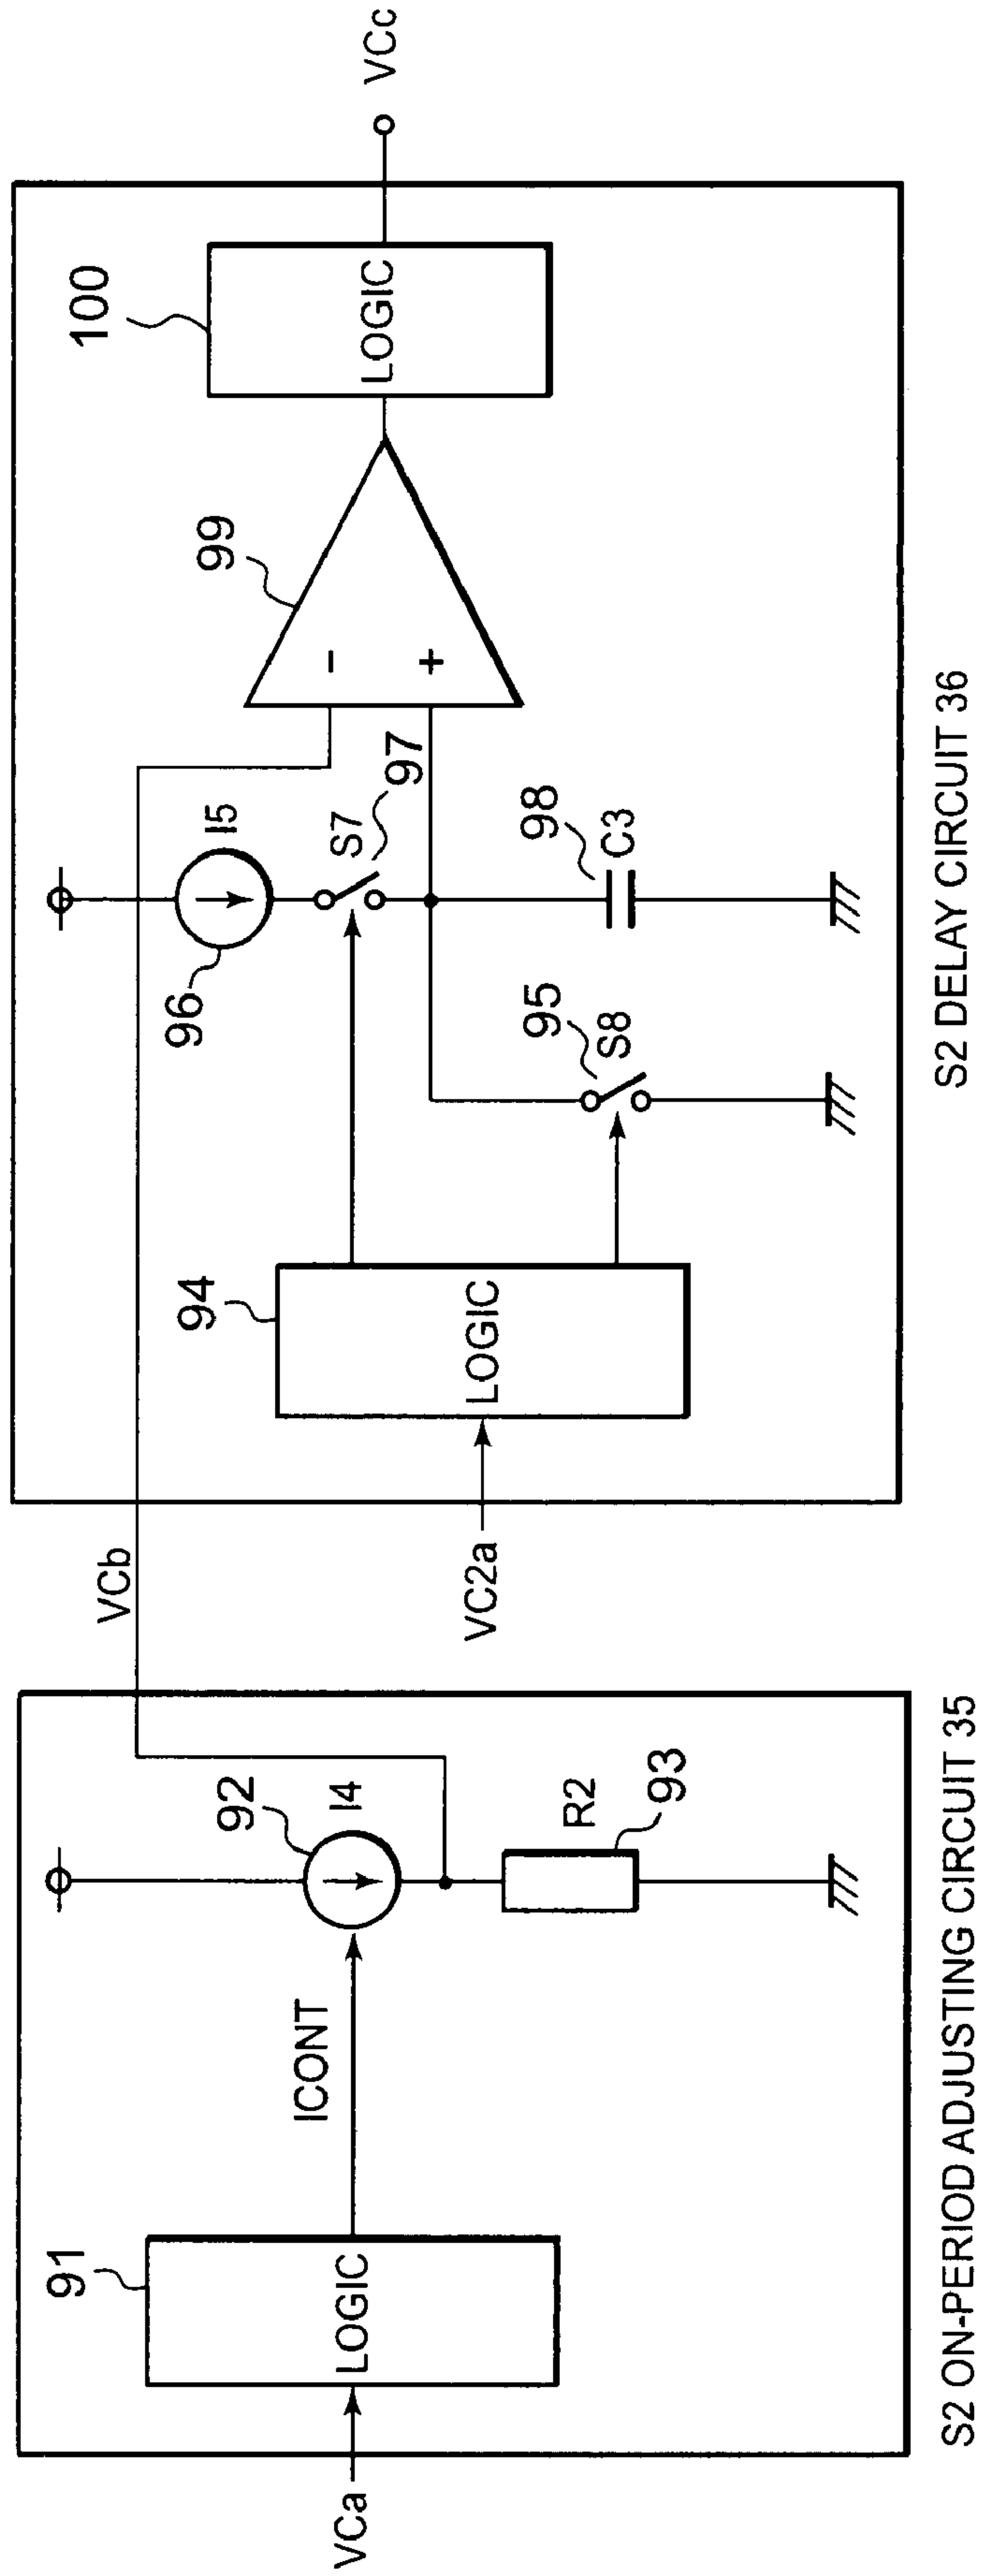 VCa
91
LOGIC
ICONT
92
I4
R2
93
S2 ON-PERIOD ADJUSTING CIRCUIT 35
VCb
VC2a
94
LOGIC
95
S8
96
I5
S7
97
98
C3
99
-
+
100
LOGIC
VCc
S2 DELAY CIRCUIT 36